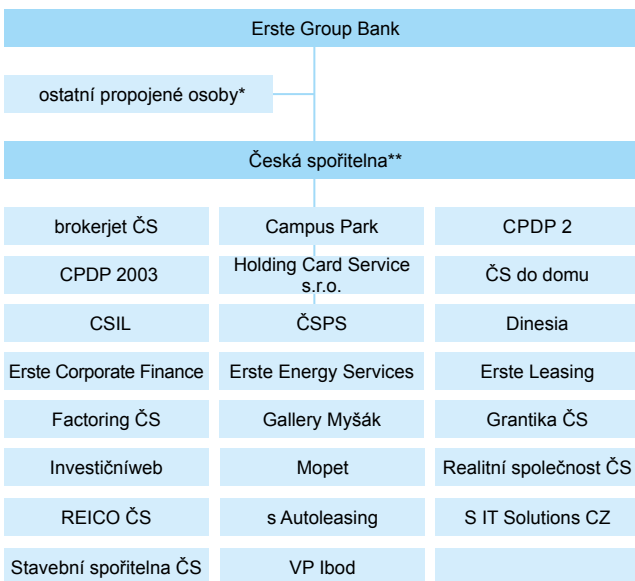 Erste Group Bank
ostatní propojené osoby*
Česká spořitelna**
brokerjet ČS
Campus Park
CPDP 2
CPDP 2003
Holding Card Service
s.r.o.
ČS do domu
CSIL
ČSPS
Dinesia
Erste Corporate Finance
Erste Energy Services
Erste Leasing
Factoring ČS
Gallery Myšák
Grantika ČS
Investičníweb
Mopet
Realitní společnost ČS
REICO ČS
s Autoleasing
S IT Solutions CZ
Stavební spořitelna ČS
VP Ibod